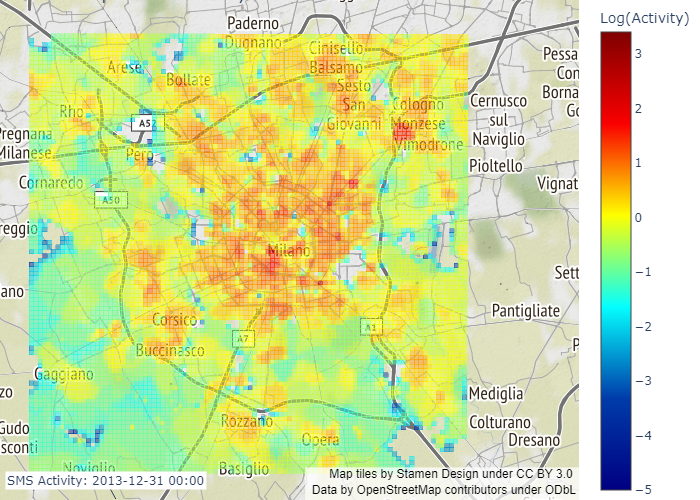 Log(Activity)
Paderno
Dugnano
Cinisello
Balsamo
Arese
Bollate
Sesto
San
Giovanni
Rho
A52
Cologno
Monzese
Vimodrone
Cernusco
sul
Naviglio
Pessa
Con
Borna
Go
Pregnana
Milanese
Pero
Pioltello
Cornaredo
Vignat
A50
reggio
Milano
Sett
ano
Pantigliate
Corsico
A7
A1
Buccinasco
P
Gaggiano
Mediglia
zo
Rozzano
Colturano
Gudo
sconti
Opera
Dresano
Noviglio
Basiglio
3
2
1
0
−1
−2
−3
−4
−5
SMS Activity: 2013-12-31 00:00
Map tiles by Stamen Design under CC BY 3.0
Data by OpenStreetMap contributors under ODbL